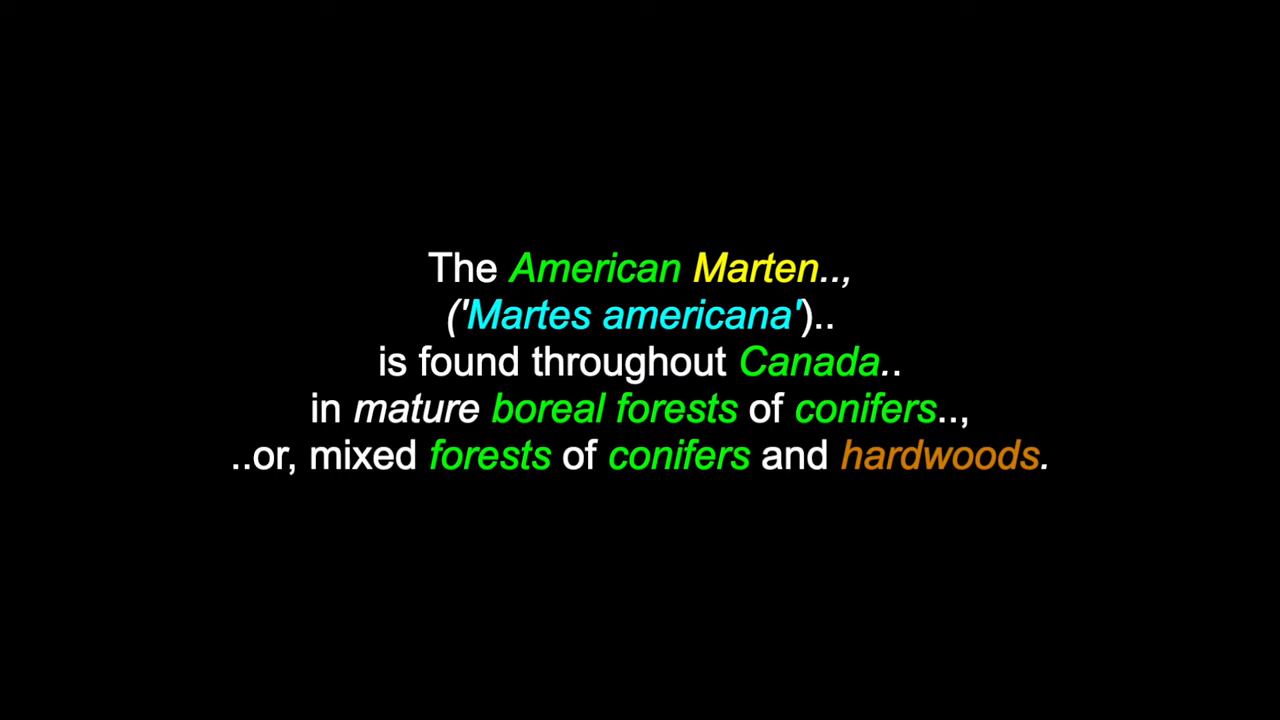 The American Marten..,
('Martes americana')..
is found throughout Canada..
in mature boreal forests of conifers..,
..or, mixed forests of conifers and hardwoods.